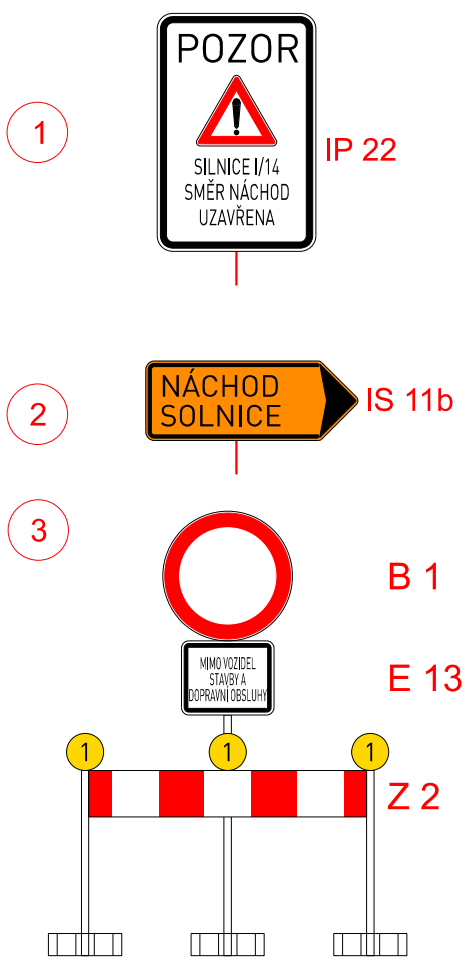 1
POZOR
SILNICE I/14
SMĚR NÁCHOD
UZAVŘENA
IP 22
2
NÁCHOD
SOLNICE
IS 11b
3
B 1
MIMO VOZIDEL
STAVBY A
DOPRAVNÍ OBSLUHY
E 13
1 1 1
Z 2